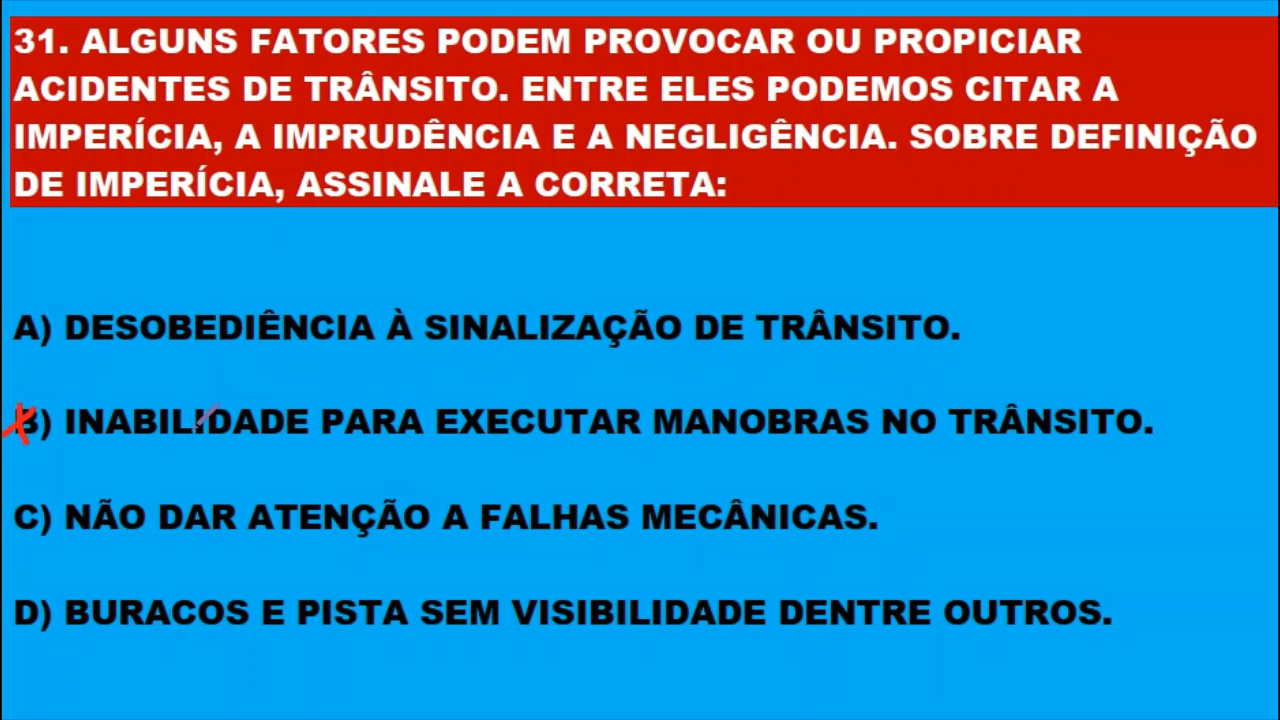 31. ALGUNS FATORES PODEM PROVOCAR OU PROPICIAR
ACIDENTES DE TRÂNSITO. ENTRE ELES PODEMOS CITAR A
IMPERÍCIA, A IMPRUDÊNCIA E A NEGLIGÊNCIA. SOBRE DEFINIÇÃO
DE IMPERÍCIA, ASSINALE A CORRETA:
A) DESOBEDIÊNCIA À SINALIZAÇÃO DE TRÂNSITO.
B) INABILIDADE PARA EXECUTAR MANOBRAS NO TRÂNSITO.
C) NÃO DAR ATENÇÃO A FALHAS MECÂNICAS.
D) BURACOS E PISTA SEM VISIBILIDADE DENTRE OUTROS.